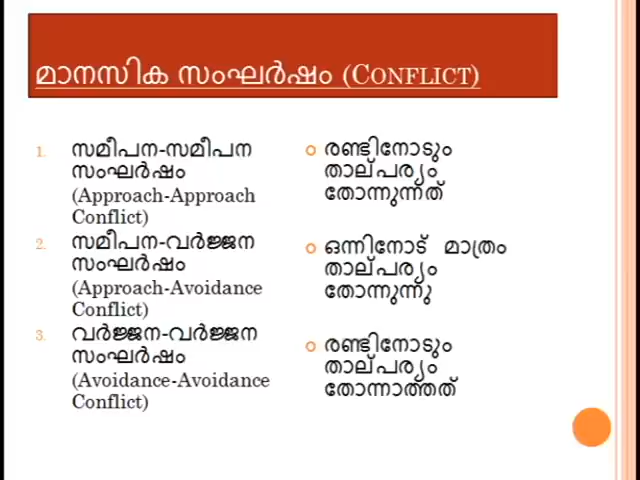 മാനസിക സംഘർഷം (CONFLICT)
1. സമീപന-സമീപന
സംഘർഷം
(Approach-Approach
Conflict)
2. സമീപന-വർജ്ജന
സംഘർഷം
(Approach-Avoidance
Conflict)
3. വർജ്ജന-വർജ്ജന
സംഘർഷം
(Avoidance-Avoidance
Conflict)
രണ്ടിനോടും
താല്പര്യം
തോന്നുന്നത്
ഒന്നിനോട് മാത്രം
താല്പര്യം
തോന്നുന്നു
രണ്ടിനോടും
താല്പര്യം
തോന്നാത്തത്